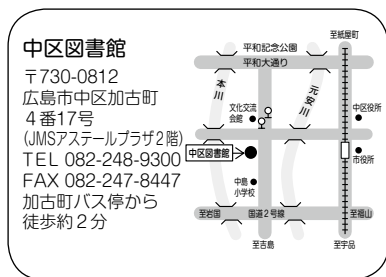 中区図書館
〒730-0812
広島市中区加古町
4番17号
(JMSアステールプラザ2階)
TEL 082-248-9300
FAX 082-247-8447
加古町バス停から
徒歩約2分
至紙屋町
平和記念公園
平和大通り
本川
元安川
文化交流
会館
中区役所
中区図書館
市役所
中島
小学校
至岩国
国道2号線
至福山
至吉島
至宇品